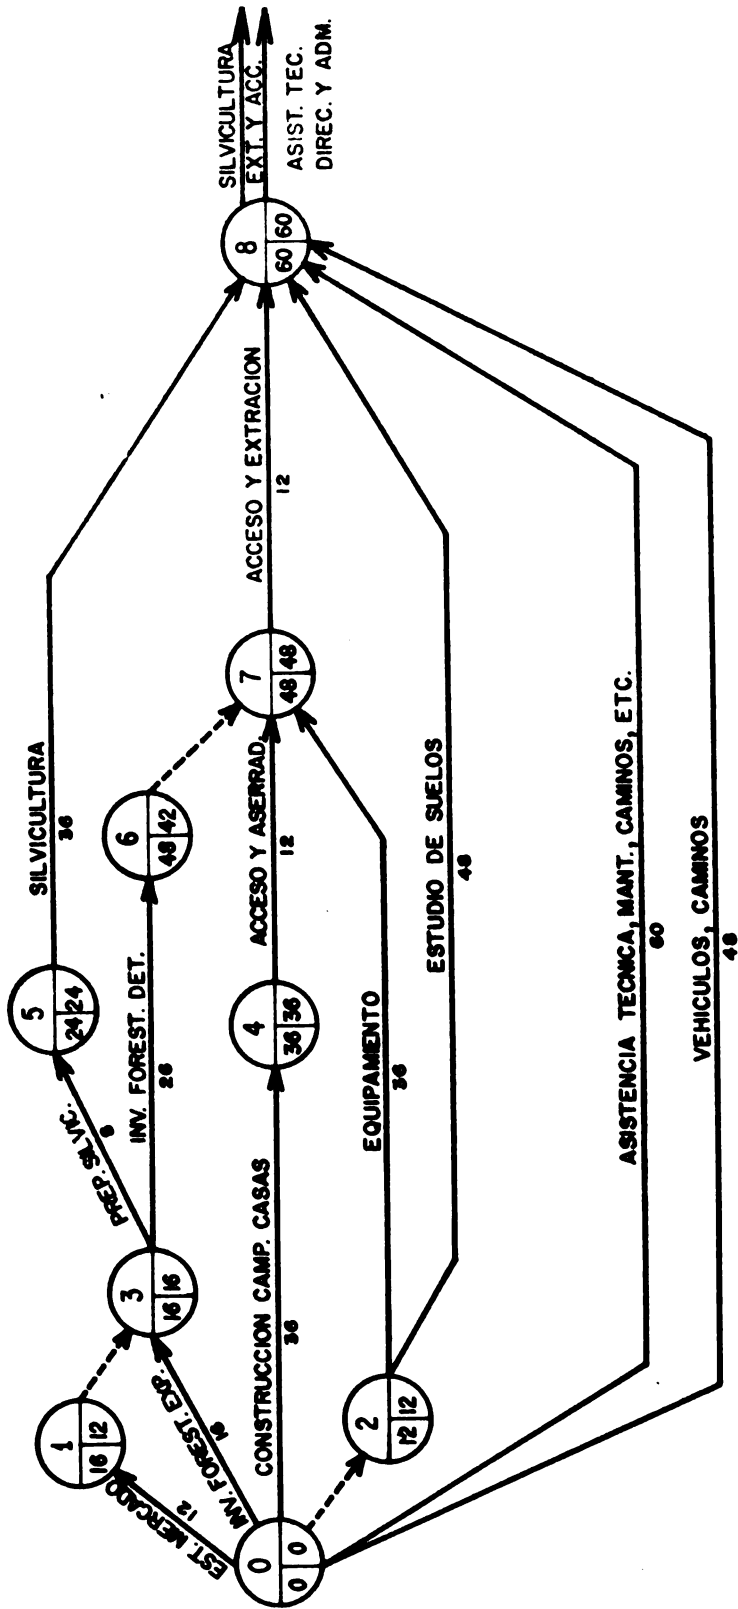 5
24 24
SILVICULTURA
36
1
16 12
PREP. SILVIC.
8
3
16 16
INV. FOREST. DET.
26
6
48 42
EST. MERCADO
12
INV. FOREST. EXP.
16
0
0 0
CONSTRUCCION CAMP. CASAS
36
4
36 36
ACCESO Y ASERRAD.
12
7
48 48
ACCESO Y EXTRACION
12
8
60 60
SILVICULTURA
EXT. Y ACC.
ASIST. TEC.
DIREC. Y ADM.
2
12 12
EQUIPAMIENTO
36
ESTUDIO DE SUELOS
48
ASISTENCIA TECNICA, MANT., CAMINOS, ETC.
60
VEHICULOS, CAMINOS
48